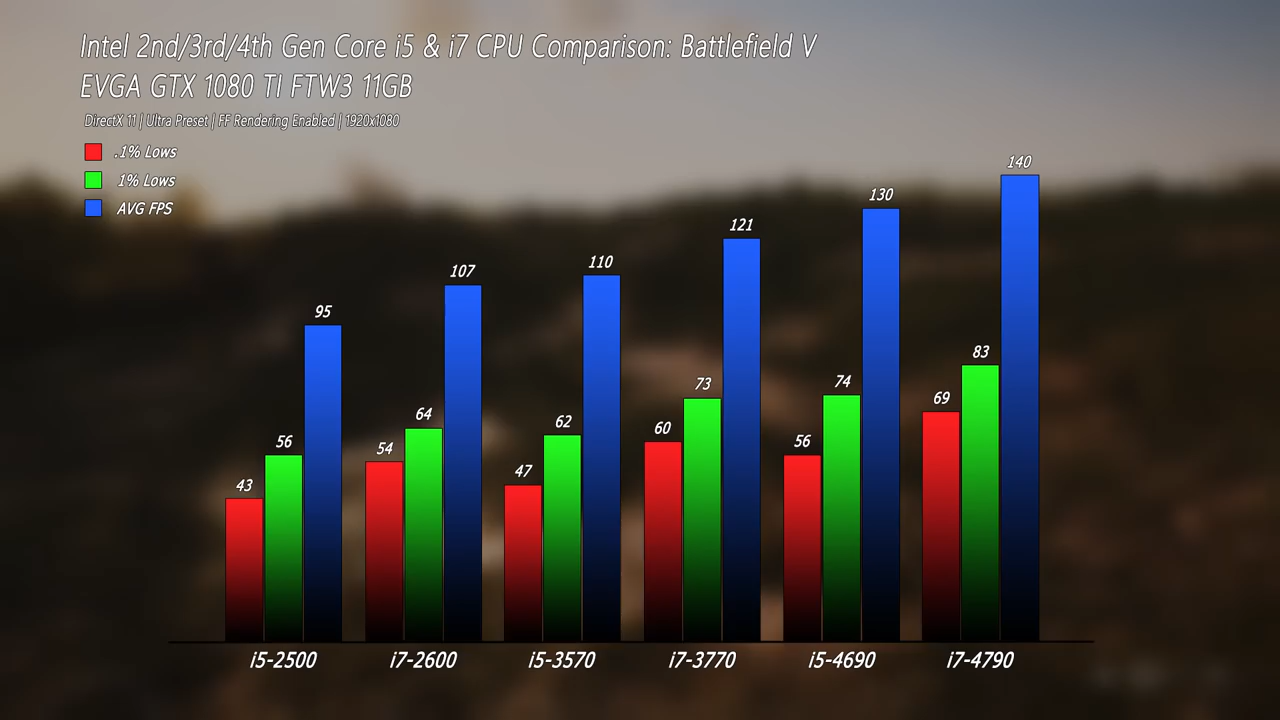 Intel 2nd/3rd/4th Gen Core i5 & i7 CPU Comparison: Battlefield V
EVGA GTX 1080 TI FTW3 11GB
DirectX 11 | Ultra Preset | FF Rendering Enabled | 1920x1080
.1% Lows
1% Lows
AVG FPS
43 56 95
54 64 107
47 62 110
60 73 121
56 74 130
69 83 140
i5-2500 i7-2600 i5-3570 i7-3770 i5-4690 i7-4790